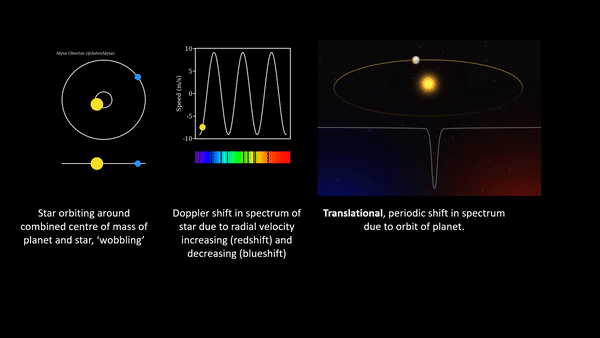 Alysa Obertas (@AstroAlysa)
Speed (m/s)
10
5
0
-5
-10
Star orbiting around
combined centre of mass of
planet and star, ‘wobbling’
Doppler shift in spectrum of
star due to radial velocity
increasing (redshift) and
decreasing (blueshift)
Translational, periodic shift in spectrum
due to orbit of planet.